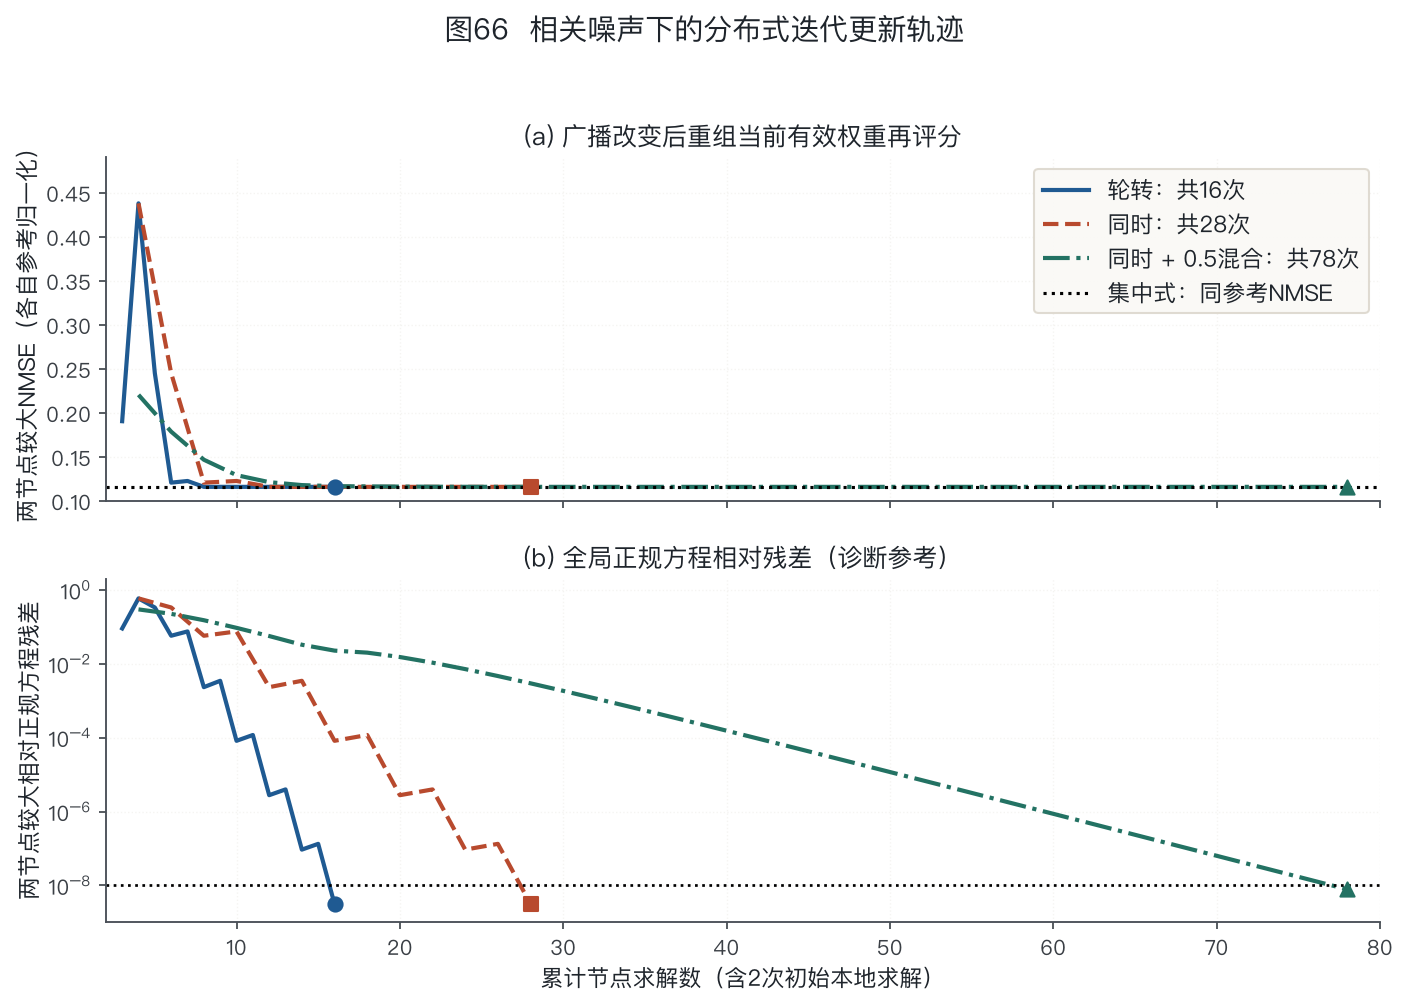 图66 相关噪声下的分布式迭代更新轨迹
(a) 广播改变后重组当前有效权重再评分
两节点较大NMSE（各自参考归一化）
0.45
0.40
0.35
0.30
0.25
0.20
0.15
0.10
轮转：共16次
同时：共28次
同时 + 0.5混合：共78次
集中式：同参考NMSE
(b) 全局正规方程相对残差（诊断参考）
两节点较大相对正规方程残差
10⁰
10⁻²
10⁻⁴
10⁻⁶
10⁻⁸
10 20 30 40 50 60 70 80
累计节点求解数（含2次初始本地求解）